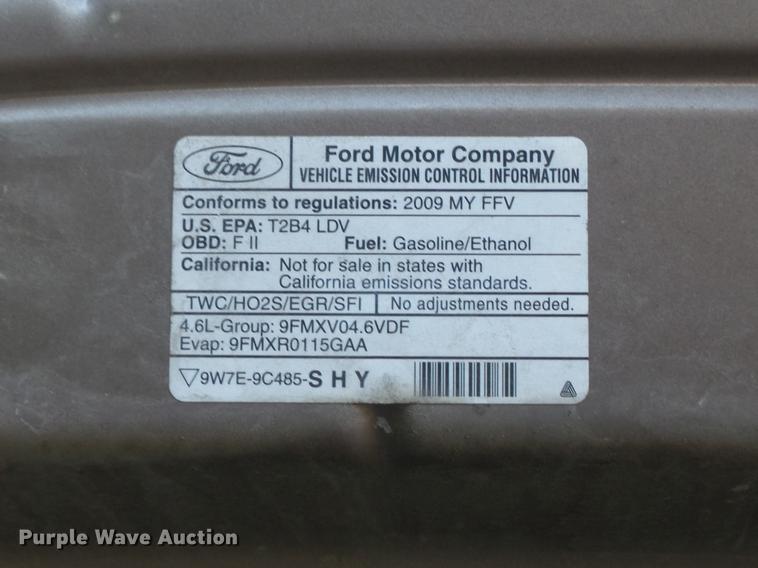 Ford
Ford Motor Company
VEHICLE EMISSION CONTROL INFORMATION
Conforms to regulations: 2009 MY FFV
U.S. EPA: T2B4 LDV
OBD: F II Fuel: Gasoline/Ethanol
California: Not for sale in states with
California emissions standards.
TWC/HO2S/EGR/SFI No adjustments needed.
4.6L-Group: 9FMXV04.6VDF
Evap: 9FMXR0115GAA
9W7E-9C485-S H Y
Purple Wave Auction